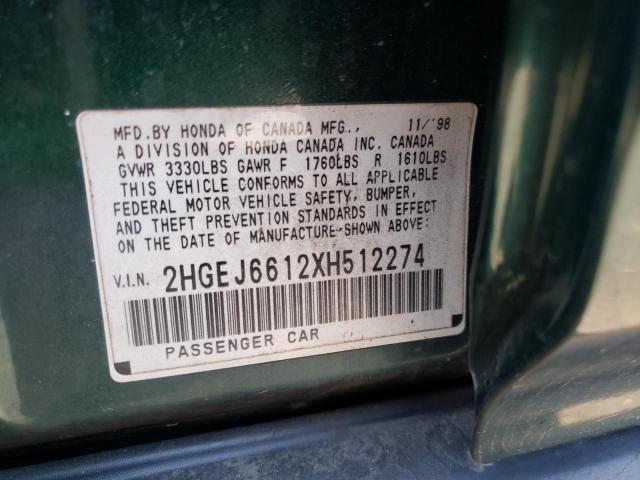 MFD.BY HONDA OF CANADA MFG., 11/'98
A DIVISION OF HONDA CANADA INC. CANADA
GVWR 3330LBS GAWR F 1760LBS R 1610LBS
THIS VEHICLE CONFORMS TO ALL APPLICABLE
FEDERAL MOTOR VEHICLE SAFETY, BUMPER,
AND THEFT PREVENTION STANDARDS IN EFFECT
ON THE DATE OF MANUFACTURE-SHOWN ABOVE:
V.I.N. 2HGEJ6612XH512274
PASSENGER CAR